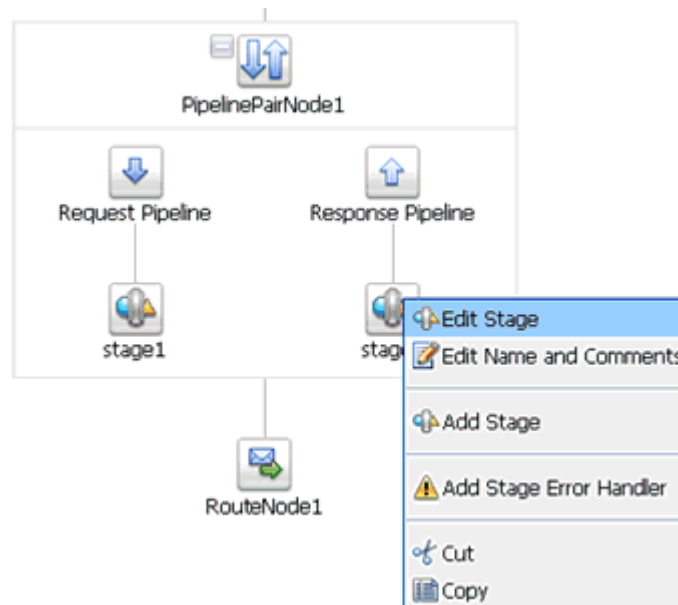 PipelinePairNode1
Request Pipeline
Response Pipeline
stage1
stage
RouteNode1
Edit Stage
Edit Name and Comments
Add Stage
Add Stage Error Handler
Cut
Copy